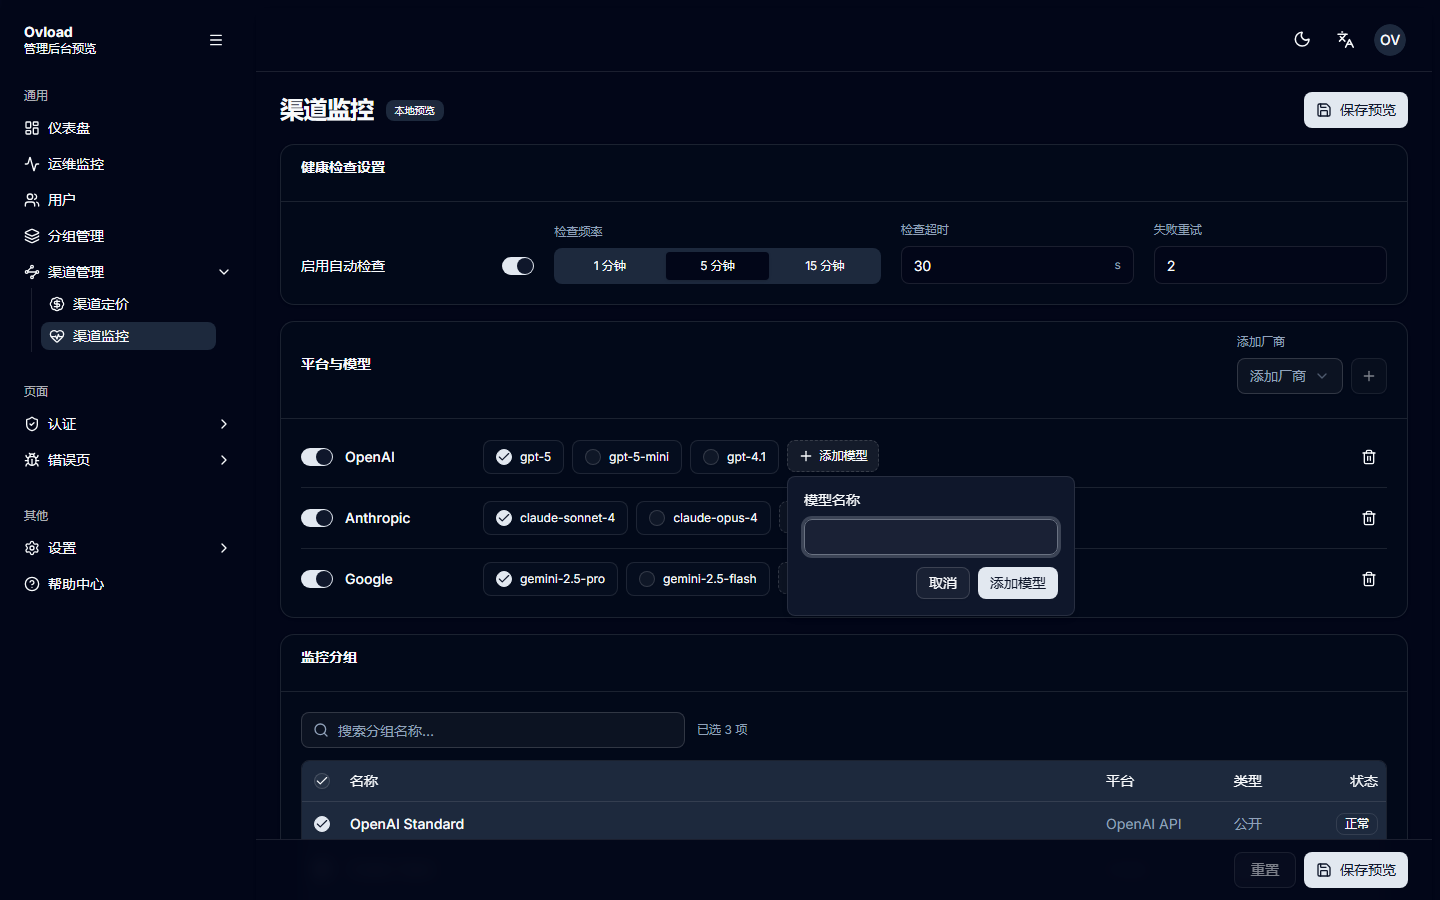 Ovload
管理后台预览
OV
通用
仪表盘
运维监控
用户
分组管理
渠道管理
渠道定价
渠道监控
页面
认证
错误页
其他
设置
帮助中心
渠道监控
本地预览
保存预览
健康检查设置
启用自动检查
检查频率
1 分钟
5 分钟
15 分钟
检查超时
30
s
失败重试
2
平台与模型
添加厂商
添加厂商
OpenAI
gpt-5
gpt-5-mini
gpt-4.1
添加模型
Anthropic
claude-sonnet-4
claude-opus-4
Google
gemini-2.5-pro
gemini-2.5-flash
模型名称
取消
添加模型
监控分组
搜索分组名称...
已选 3 项
名称
平台
类型
状态
OpenAI Standard
OpenAI API
公开
正常
重置
保存预览